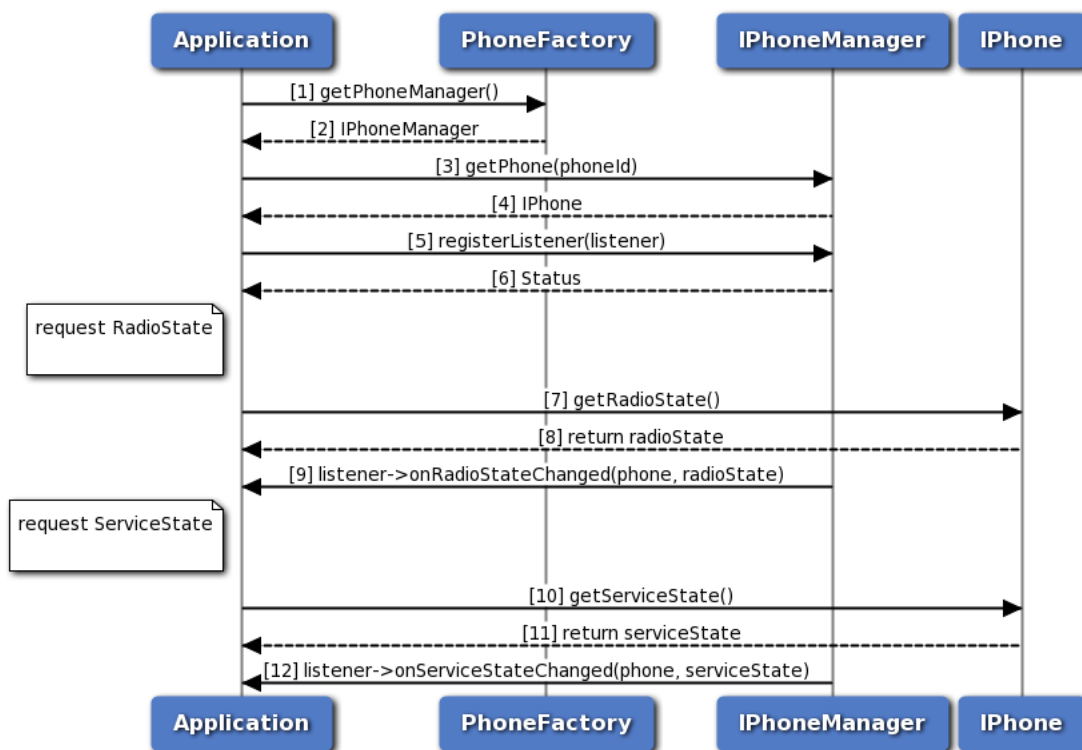 Application PhoneFactory IPhoneManager IPhone
[1] getPhoneManager()
[2] IPhoneManager
[3] getPhone(phoneId)
[4] IPhone
[5] registerListener(listener)
[6] Status
request RadioState
[7] getRadioState()
[8] return radioState
[9] listener->onRadioStateChanged(phone, radioState)
request ServiceState
[10] getServiceState()
[11] return serviceState
[12] listener->onServiceStateChanged(phone, serviceState)
Application PhoneFactory IPhoneManager IPhone